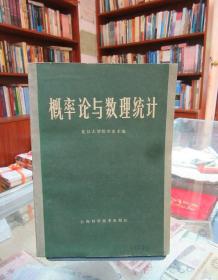 概率论与数理统计
复旦大学数学系主编
上海科学技术出版社